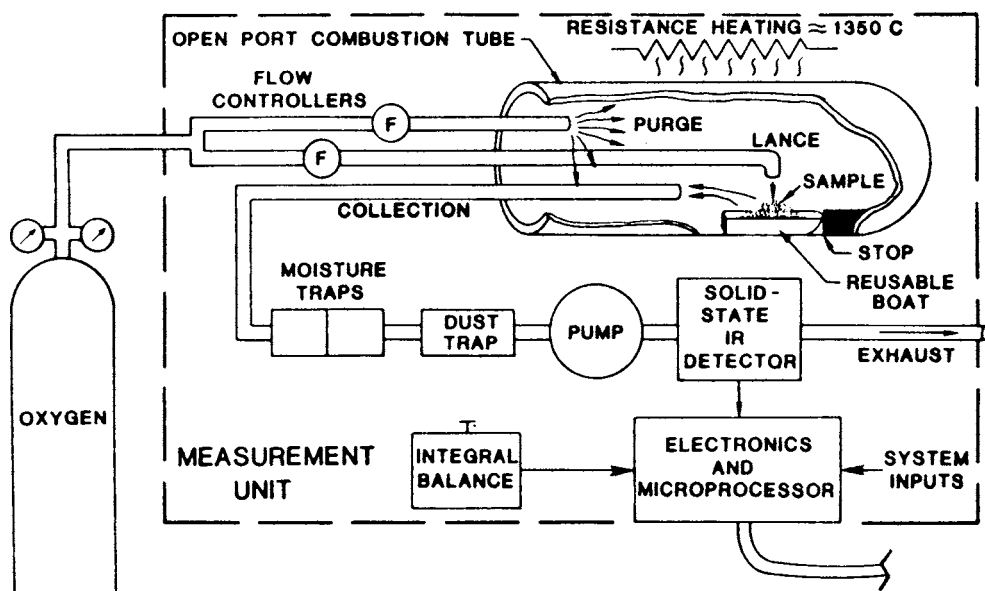 RESISTANCE HEATING ≈ 1350 C
OPEN PORT COMBUSTION TUBE
FLOW
CONTROLLERS
F
F
PURGE
LANCE
SAMPLE
COLLECTION
STOP
REUSABLE
BOAT
MOISTURE
TRAPS
DUST
TRAP
PUMP
SOLID-
STATE
IR
DETECTOR
EXHAUST
OXYGEN
MEASUREMENT
UNIT
INTEGRAL
BALANCE
ELECTRONICS
AND
MICROPROCESSOR
SYSTEM
INPUTS